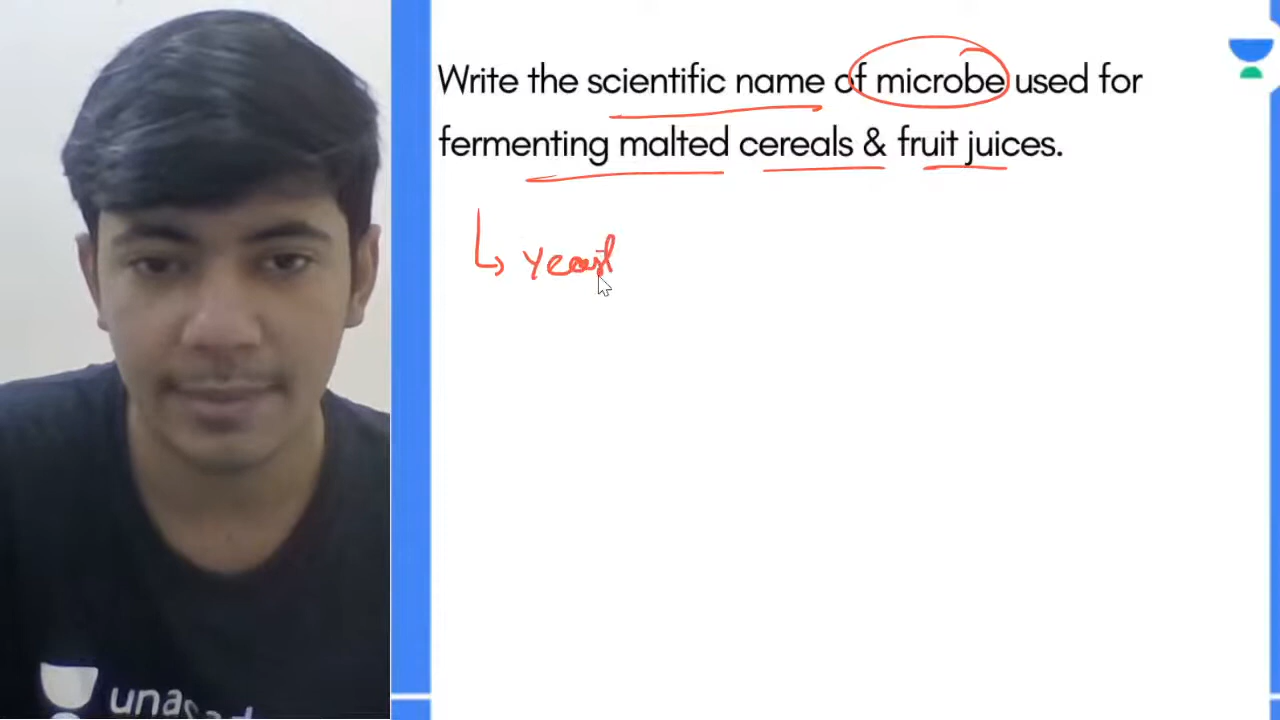 Write the scientific name of microbe used for
fermenting malted cereals & fruit juices.
yeast